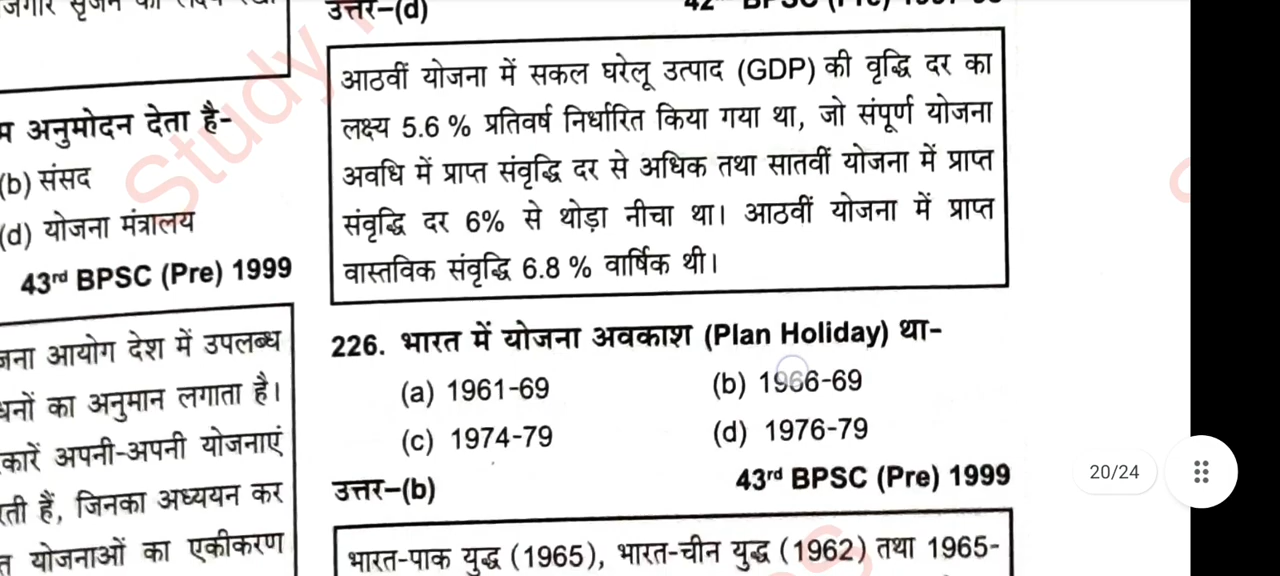 म अनुमोदन देता है-
(b) संसद
(d) योजना मंत्रालय
43rd BPSC (Pre) 1999
जना आयोग देश में उपलब्ध
धनों का अनुमान लगाता है।
कारें अपनी-अपनी योजनाएं
रती हैं, जिनका अध्ययन कर
त योजनाओं का एकीकरण
उत्तर–(d)
आठवीं योजना में सकल घरेलू उत्पाद (GDP) की वृद्धि दर का
लक्ष्य 5.6 % प्रतिवर्ष निर्धारित किया गया था, जो संपूर्ण योजना
अवधि में प्राप्त संवृद्धि दर से अधिक तथा सातवीं योजना में प्राप्त
संवृद्धि दर 6% से थोड़ा नीचा था। आठवीं योजना में प्राप्त
वास्तविक संवृद्धि 6.8 % वार्षिक थी।
226. भारत में योजना अवकाश (Plan Holiday) था–
(a) 1961-69 (b) 1966-69
(c) 1974-79 (d) 1976-79
उत्तर–(b) 43rd BPSC (Pre) 1999
भारत-पाक युद्ध (1965), भारत-चीन युद्ध (1962) तथा 1965-
Study
20/24